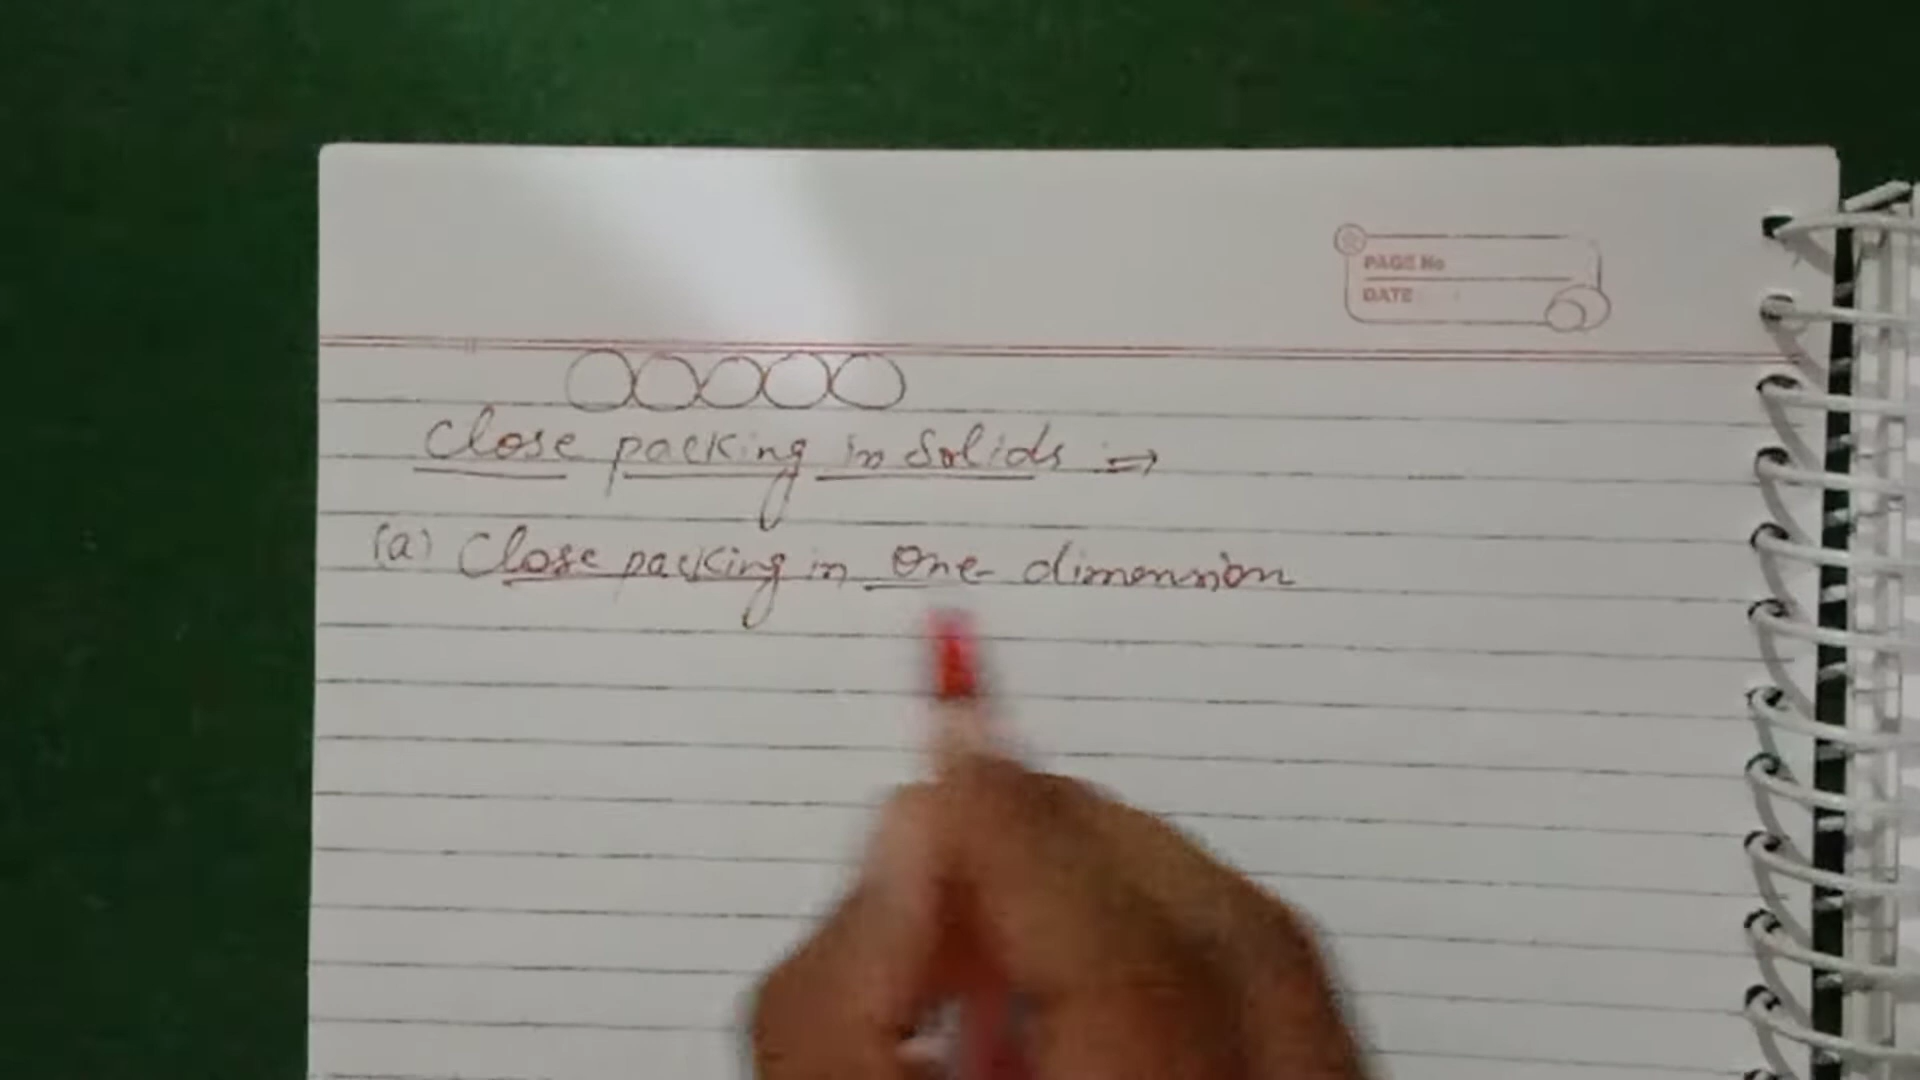 PAGE No
DATE
Close packing in Solids ⇒
(a) Close packing in One dimension